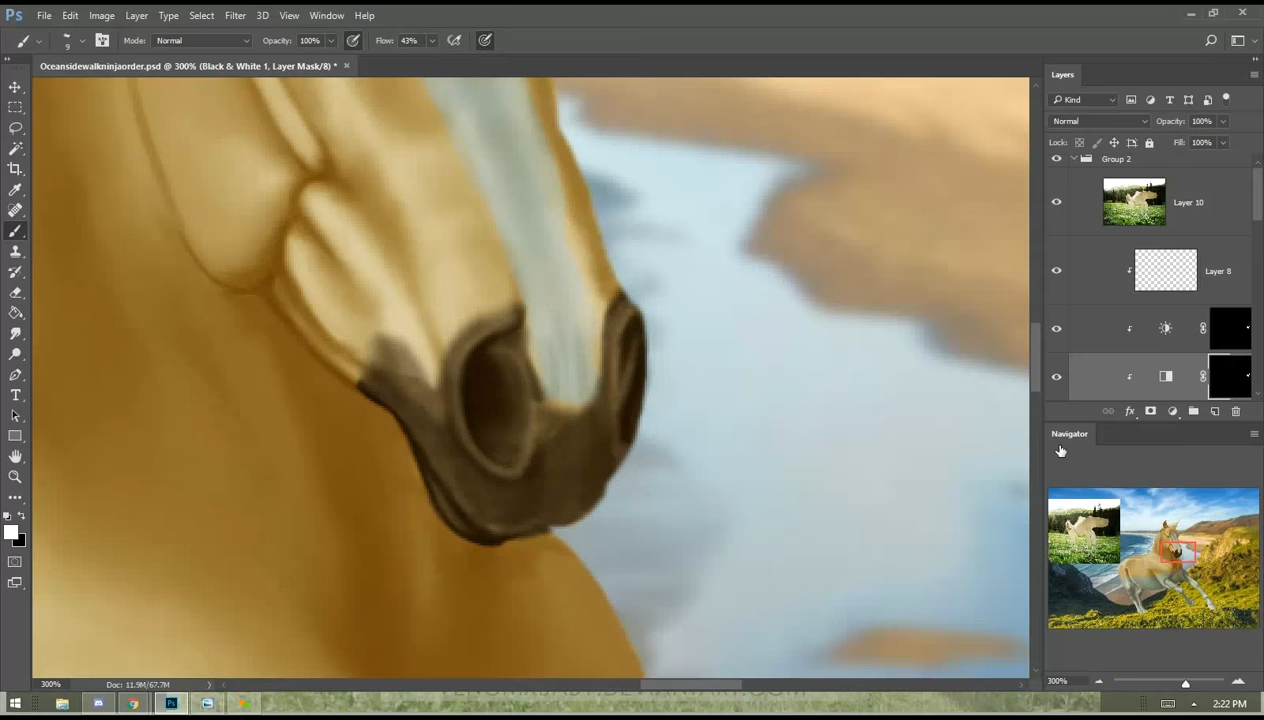 Ps File Edit Image Layer Type Select Filter 3D View Window Help
9 Mode: Normal Opacity: 100% Flow: 43%
Oceansidewalkninjaorder.psd @ 300% (Black & White 1, Layer Mask/8) *
Layers
Kind
Normal Opacity: 100%
Lock: Fill: 100%
Group 2
Layer 10
Layer 8
Navigator
300% Doc: 11.9M/67.7M
300%
2:22 PM